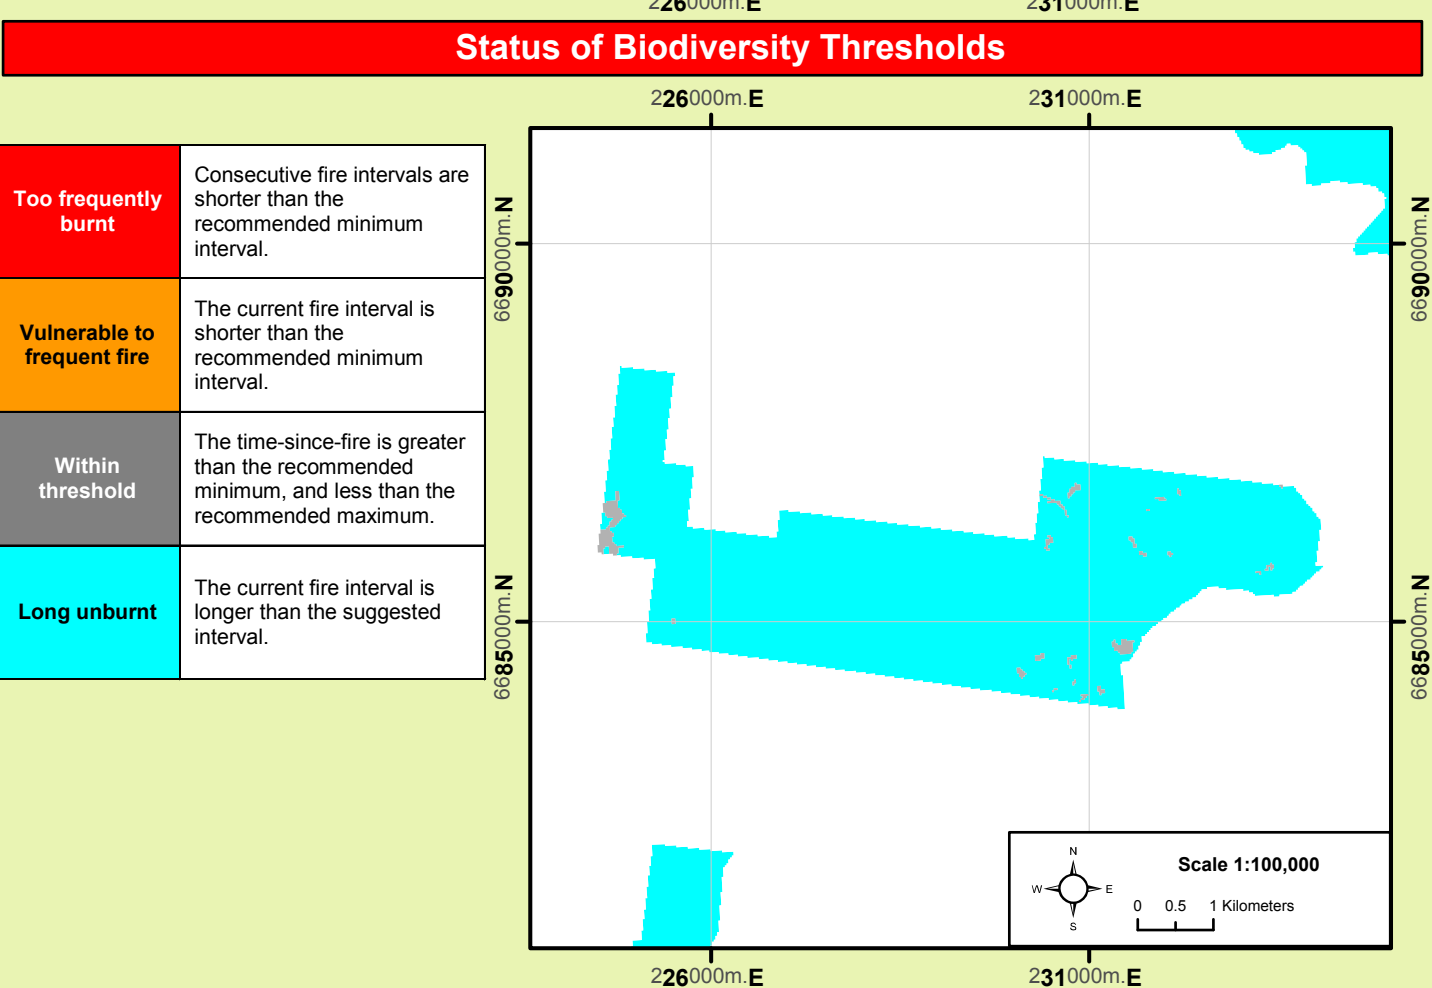 226000m.E 231000m.E
Status of Biodiversity Thresholds
226000m.E 231000m.E
Too frequently
burnt
Consecutive fire intervals are
shorter than the
recommended minimum
interval.
Vulnerable to
frequent fire
The current fire interval is
shorter than the
recommended minimum
interval.
Within
threshold
The time-since-fire is greater
than the recommended
minimum, and less than the
recommended maximum.
Long unburnt
The current fire interval is
longer than the suggested
interval.
6690000m.N
6690000m.N
6685000m.N
6685000m.N
N
W E
S
Scale 1:100,000
0 0.5 1 Kilometers
226000m.E 231000m.E